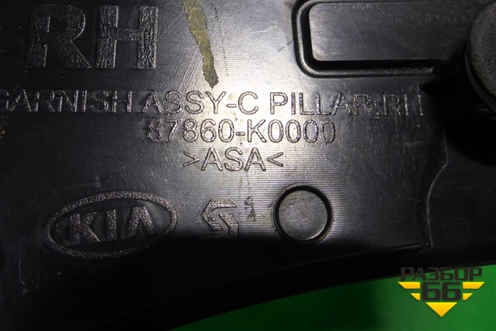 RH
GARNISH ASSY-C PILLAR,RH
87860-K0000
>ASA<
KIA
РАЗБОР
66